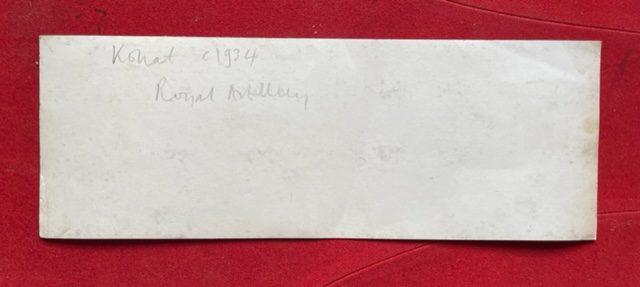 Kohat c1934
Royal Artillery